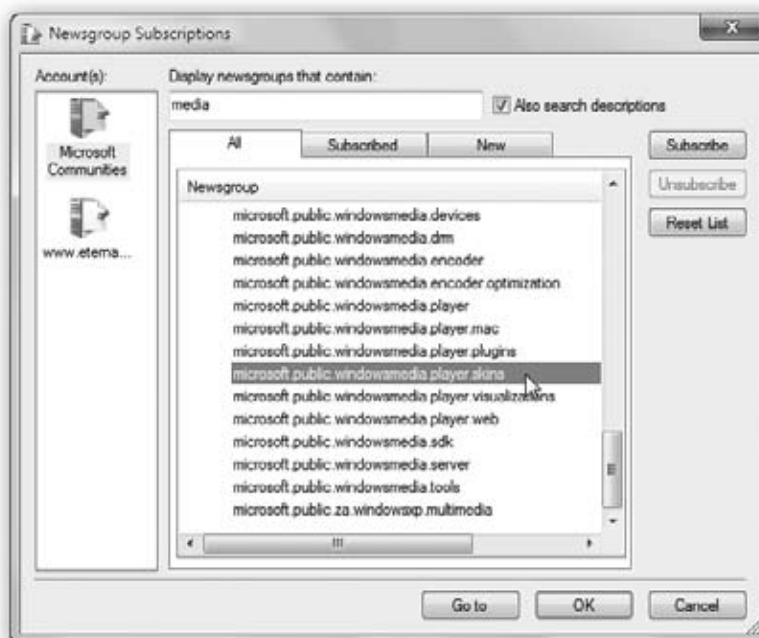 Newsgroup Subscriptions
Account(s):
Display newsgroups that contain:
media
Also search descriptions
Microsoft
Communities
www.eterna...
All
Subscribed
New
Subscribe
Unsubscribe
Reset List
Newsgroup
microsoft.public.windowsmedia.devices
microsoft.public.windowsmedia.drm
microsoft.public.windowsmedia.encoder
microsoft.public.windowsmedia.encoder.optimization
microsoft.public.windowsmedia.player
microsoft.public.windowsmedia.player.mac
microsoft.public.windowsmedia.player.plugins
microsoft.public.windowsmedia.player.skins
microsoft.public.windowsmedia.player.visualizations
microsoft.public.windowsmedia.player.web
microsoft.public.windowsmedia.sdk
microsoft.public.windowsmedia.server
microsoft.public.windowsmedia.tools
microsoft.public.za.windowsxp.multimedia
Go to
OK
Cancel